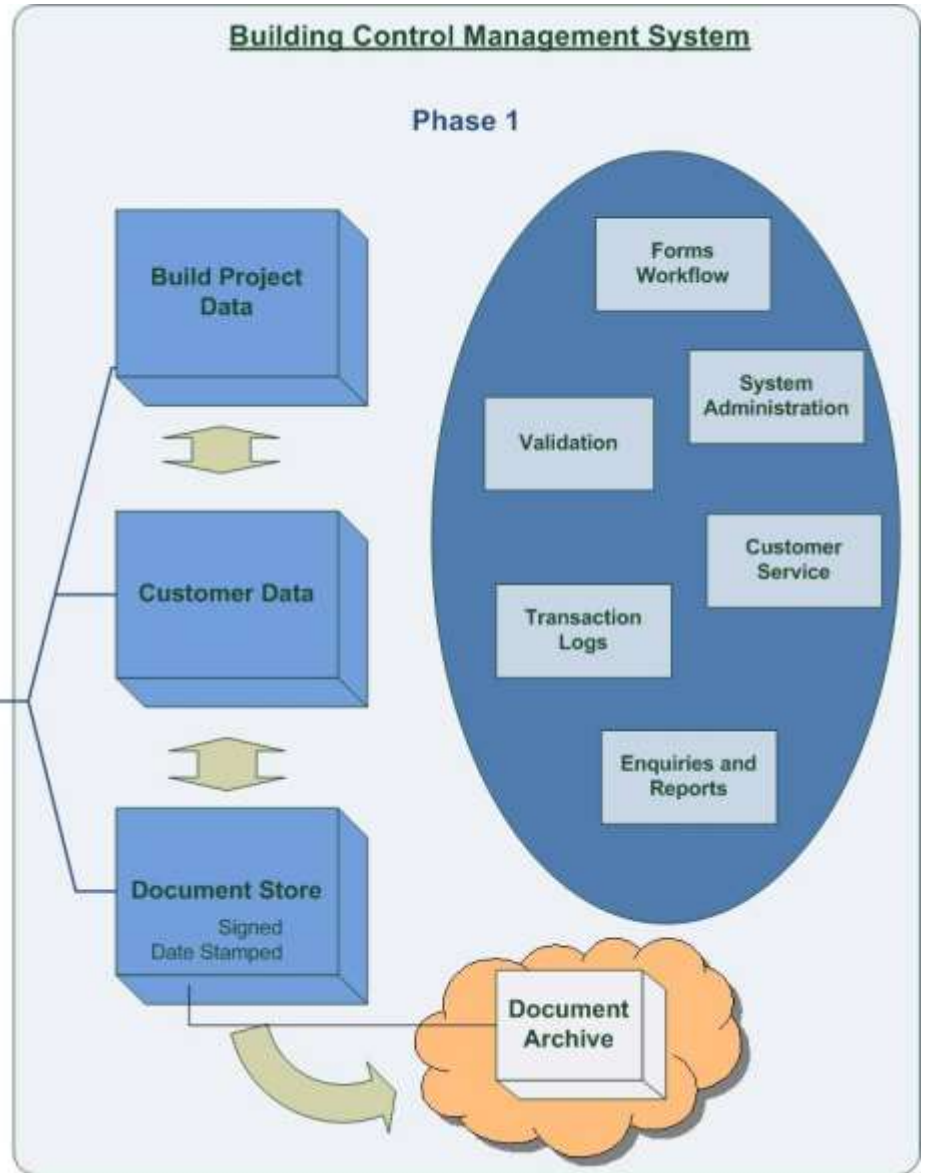 Building Control Management System
Phase 1
Build Project
Data
Customer Data
Document Store
Signed
Date Stamped
Forms
Workflow
System
Administration
Validation
Customer
Service
Transaction
Logs
Enquiries and
Reports
Document
Archive